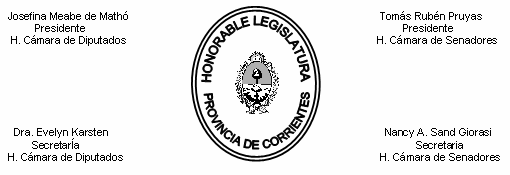 Josefina Meabe de Mathó
Presidente
H. Cámara de Diputados
HONORABLE LEGISLATURA
PROVINCIA DE CORRIENTES
Tomás Rubén Pruyas
Presidente
H. Cámara de Senadores
Dra. Evelyn Karsten
Secretaría
H. Cámara de Diputados
Nancy A. Sand Giorasi
Secretaria
H. Cámara de Senadores